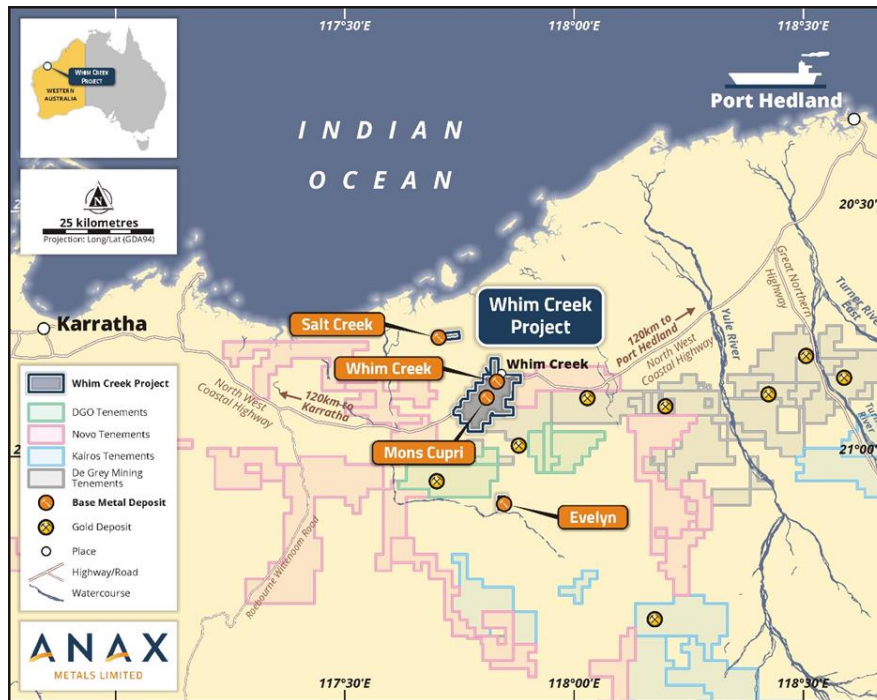 117°30'E
118°00'E
118°30'E
WHIM CREEK
PROJECT
WESTERN
AUSTRALIA
Port Hedland
INDIAN
OCEAN
N
25 kilometres
Projection: Long/Lat (GDA94)
20°30'
Karratha
Salt Creek
Whim Creek
Project
Whim Creek
Whim Creek
Mons Cupri
Evelyn
120km to
Karratha
North West
Coastal Highway
120km to
Port Hedland
North West
Coastal Highway
Yule River
Great Northern
Highway
Turner River
East
Turner
River
Roebourne Wittenoom Road
21°00'
Whim Creek Project
DGO Tenements
Novo Tenements
Kairos Tenements
De Grey Mining
Tenements
Base Metal Deposit
Gold Deposit
Place
Highway/Road
Watercourse
ANAX
METALS LIMITED
117°30'E
118°00'E
118°30'E